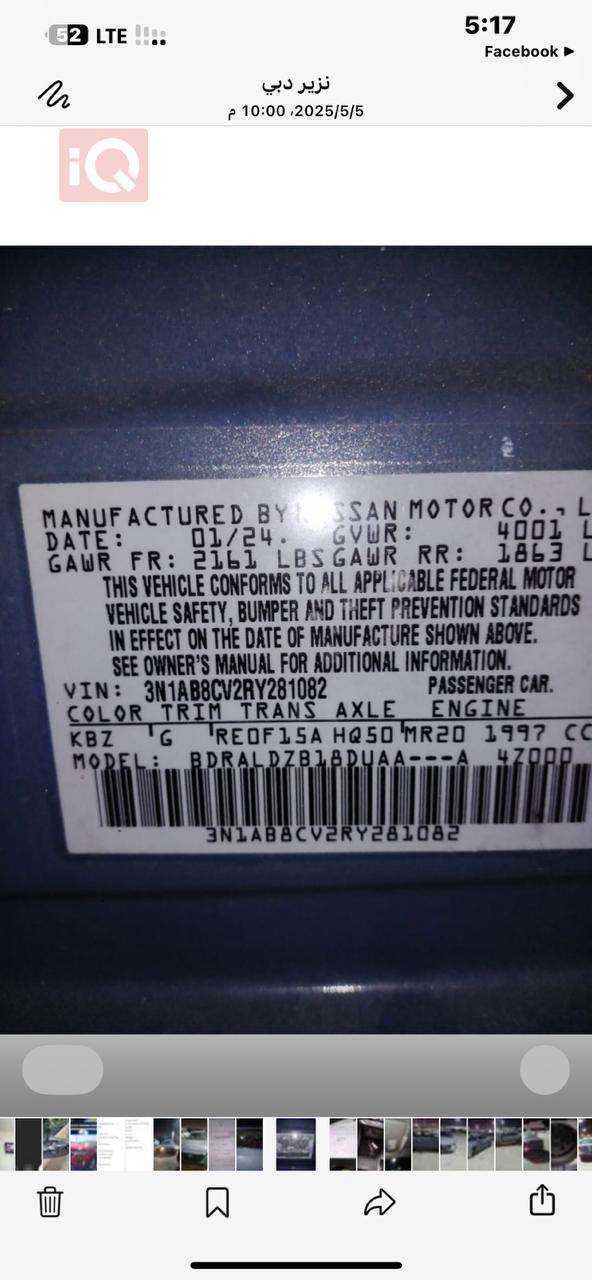 52 LTE 5:17
Facebook
نزير دبي
2025/5/5، 10:00 م
iQ
MANUFACTURED BY SSAN MOTOR CO., L
DATE: 01/24. GVWR: 4001 L
GAWR FR: 2161 LBS GAWR RR: 1863 L
THIS VEHICLE CONFORMS TO ALL APPLICABLE FEDERAL MOTOR
VEHICLE SAFETY, BUMPER AND THEFT PREVENTION STANDARDS
IN EFFECT ON THE DATE OF MANUFACTURE SHOWN ABOVE.
SEE OWNER'S MANUAL FOR ADDITIONAL INFORMATION.
VIN: 3N1AB8CV2RY281082 PASSENGER CAR.
COLOR TRIM TRANS AXLE ENGINE
KBZ G RE0F15A HQ50 MR20 1997 CC
MODEL: BDRALDZB18DUAA---A 4Z000
3N1AB8CV2RY281082